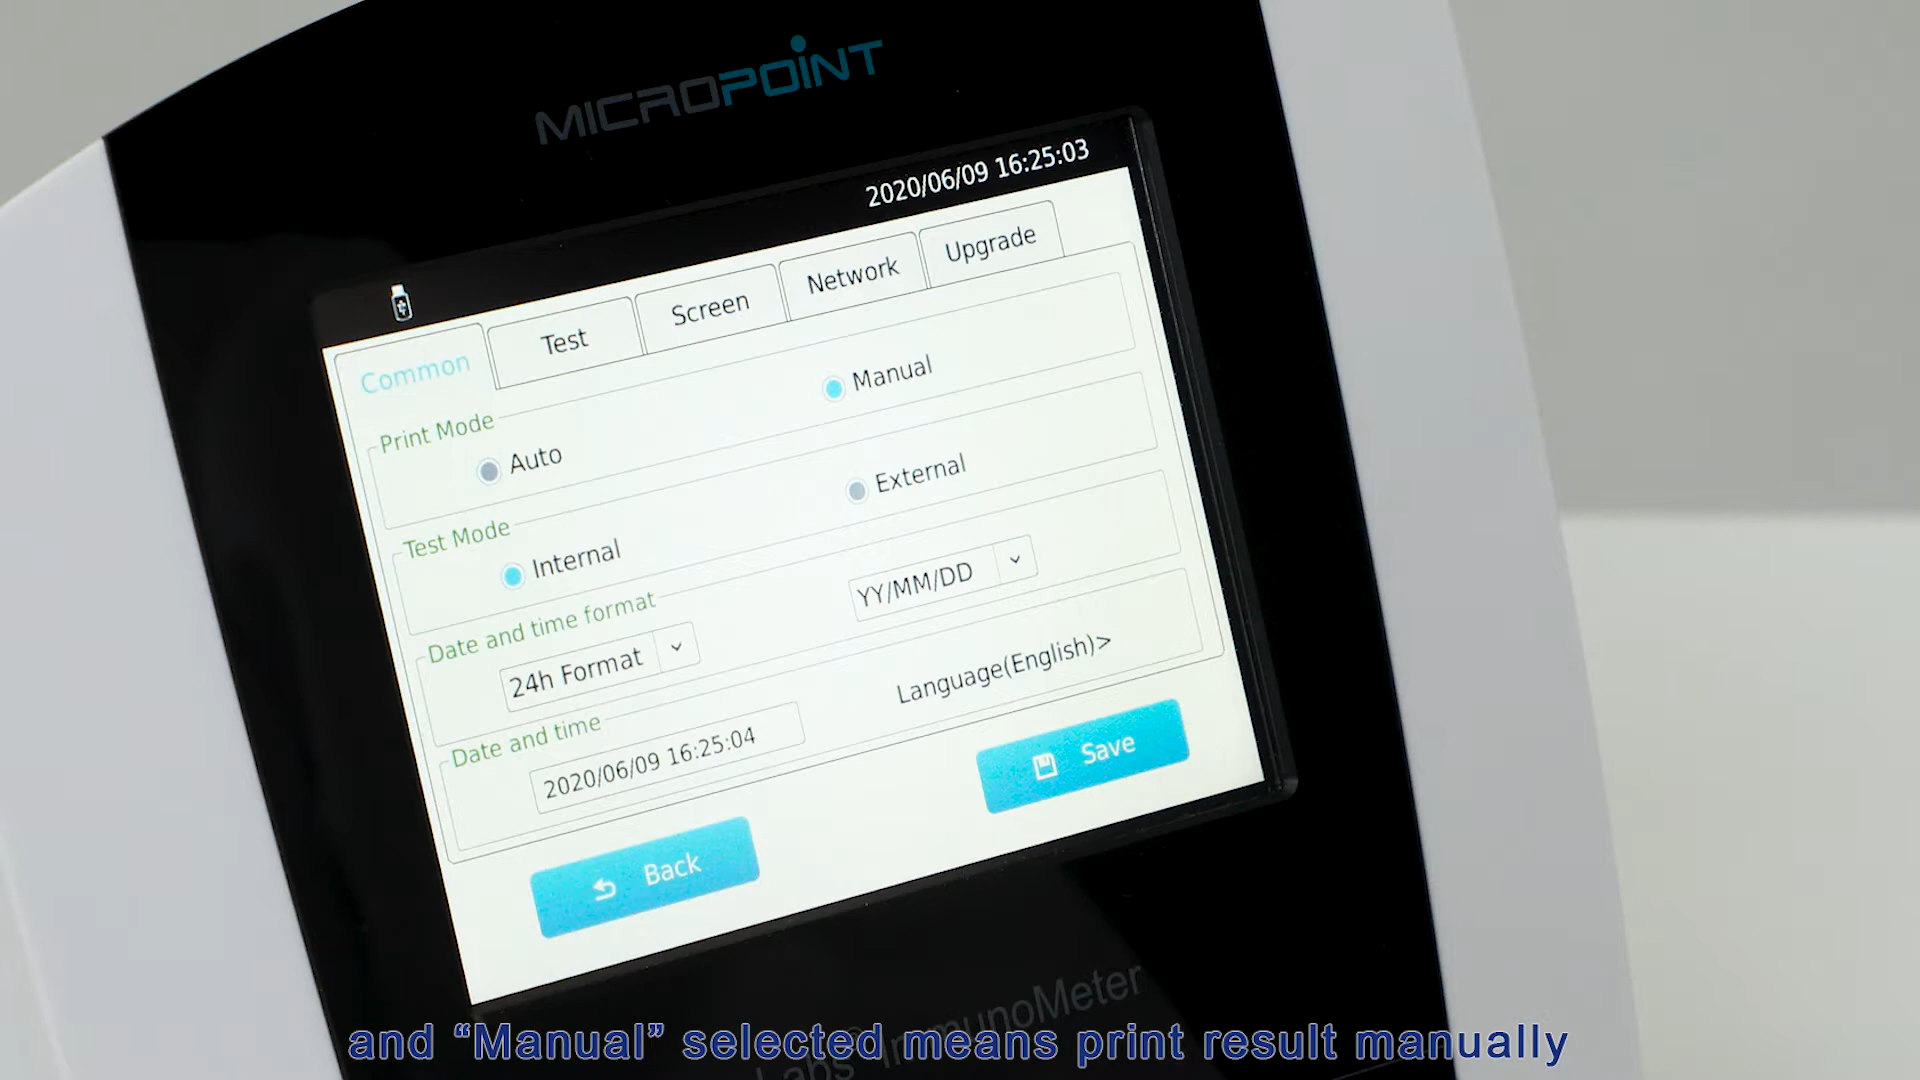 MICROPOINT
2020/06/09 16:25:03
Common Test Screen Network Upgrade
Print Mode
Auto Manual
Test Mode
Internal External
Date and time format
24h Format YY/MM/DD
Date and time
2020/06/09 16:25:04 Language(English)>
Back Save
Labs® ImmunoMeter
and “Manual” selected means print result manually